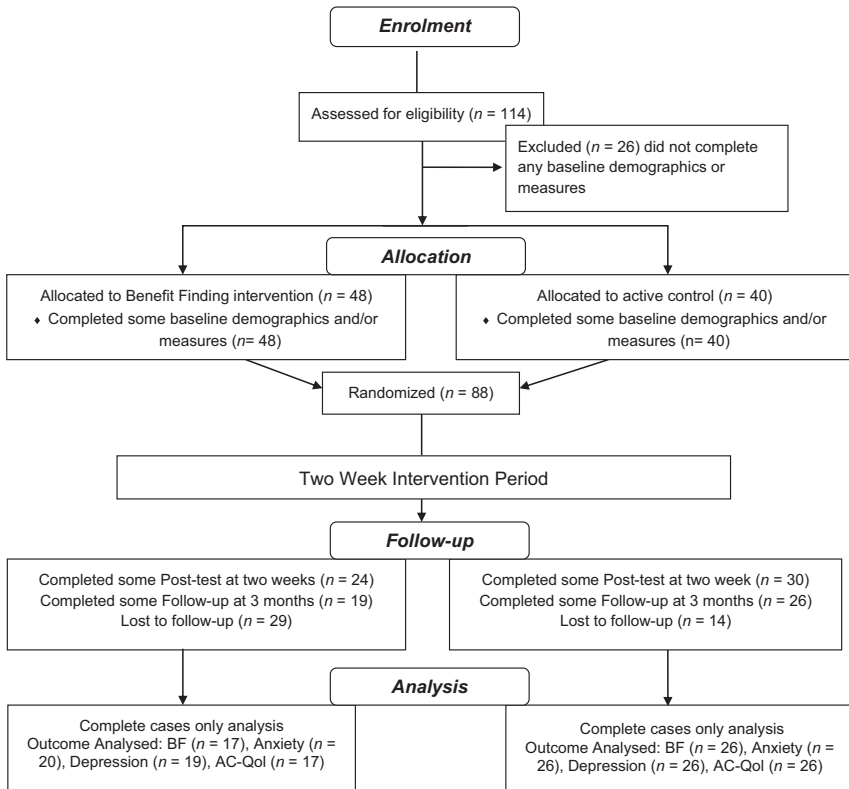 Enrolment
Assessed for eligibility (n = 114)
Excluded (n = 26) did not complete
any baseline demographics or
measures
Allocation
Allocated to Benefit Finding intervention (n = 48)
♦ Completed some baseline demographics and/or
measures (n= 48)
Allocated to active control (n = 40)
♦ Completed some baseline demographics and/or
measures (n= 40)
Randomized (n = 88)
Two Week Intervention Period
Follow-up
Completed some Post-test at two weeks (n = 24)
Completed some Follow-up at 3 months (n = 19)
Lost to follow-up (n = 29)
Completed some Post-test at two week (n = 30)
Completed some Follow-up at 3 months (n = 26)
Lost to follow-up (n = 14)
Analysis
Complete cases only analysis
Outcome Analysed: BF (n = 17), Anxiety (n =
20), Depression (n = 19), AC-Qol (n = 17)
Complete cases only analysis
Outcome Analysed: BF (n = 26), Anxiety (n =
26), Depression (n = 26), AC-Qol (n = 26)